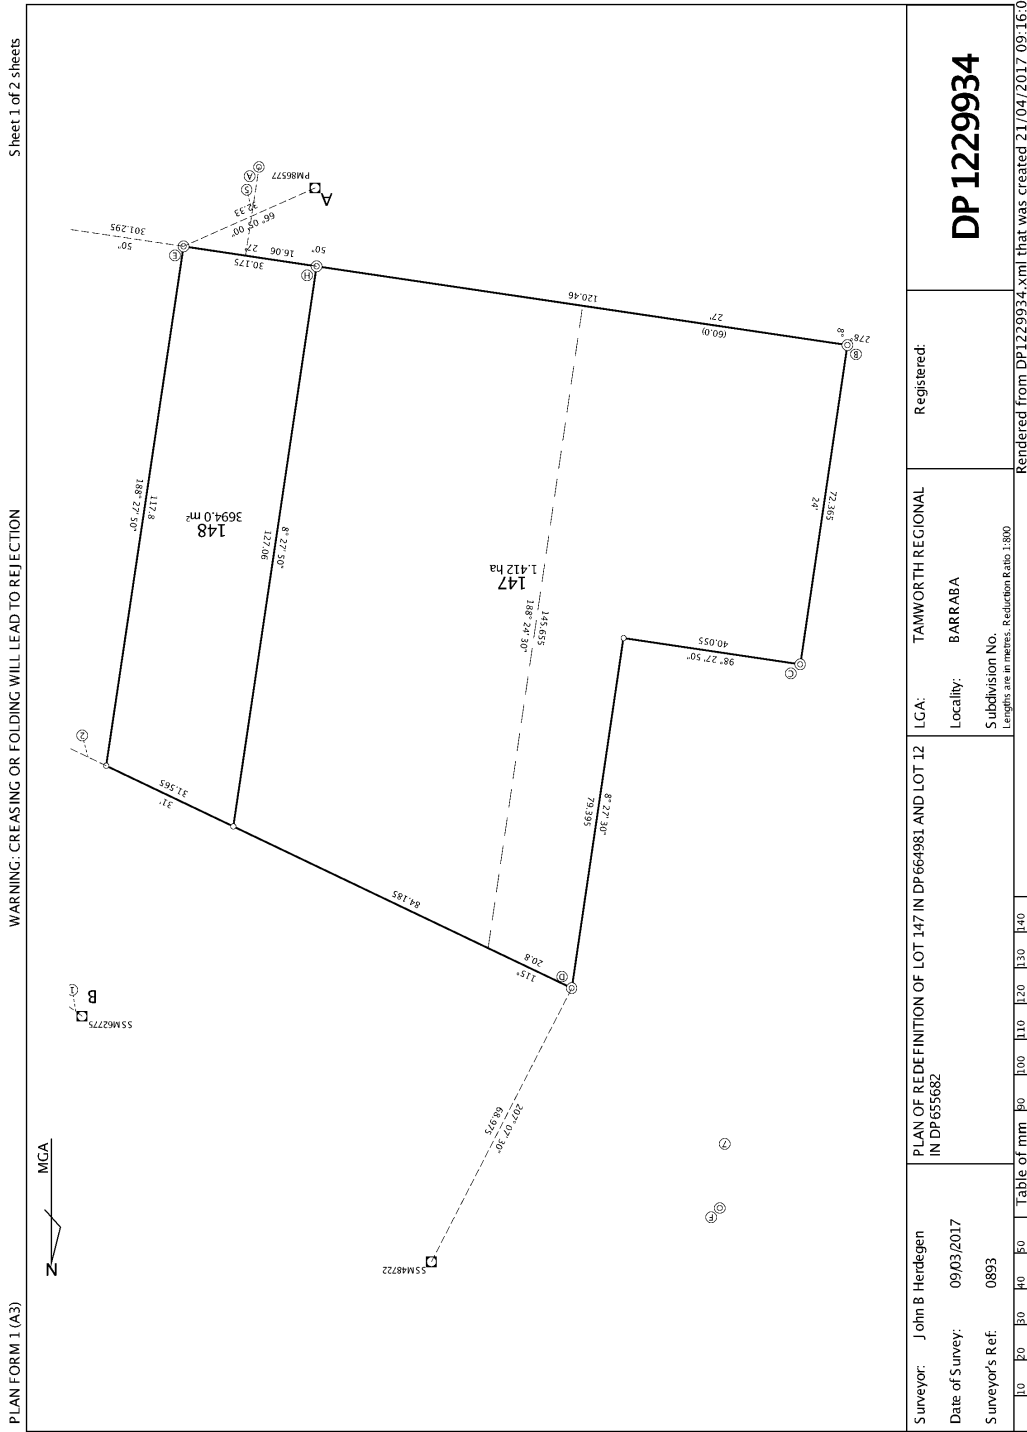 PLAN FORM 1 (A3)
WARNING: CREASING OR FOLDING WILL LEAD TO REJECTION
Sheet 1 of 2 sheets
MGA
N
1
B
SSM62775
2
31.565
31'
84.185
20.8
115°
D
188° 27' 50"
117.8
148
3694.0 m²
127.06
8° 27' 50"
301.295
50"
E
30.175
27'
16.06
50"
H
32.33
66° 05' 00"
5
A
PM86577
A
120.46
27'
(60.0)
8°
278°
B
147
1.412 ha
145.655
188° 24' 30"
72.365
24'
40.055
98° 27' 50"
C
79.395
8° 27' 30"
207° 07' 30"
68.975
SSM48722
7
F
Surveyor: John B Herdegen
Date of Survey: 09/03/2017
Surveyor's Ref: 0893
PLAN OF REDEFINITION OF LOT 147 IN DP664981 AND LOT 12
IN DP655682
LGA: TAMWORTH REGIONAL
Locality: BARRABA
Subdivision No.
Lengths are in metres. Reduction Ratio 1:800
Registered:
DP1229934
10 20 30 40 50 Table of mm 90 100 110 120 130 140
Rendered from DP1229934.xml that was created 21/04/2017 09:16:0